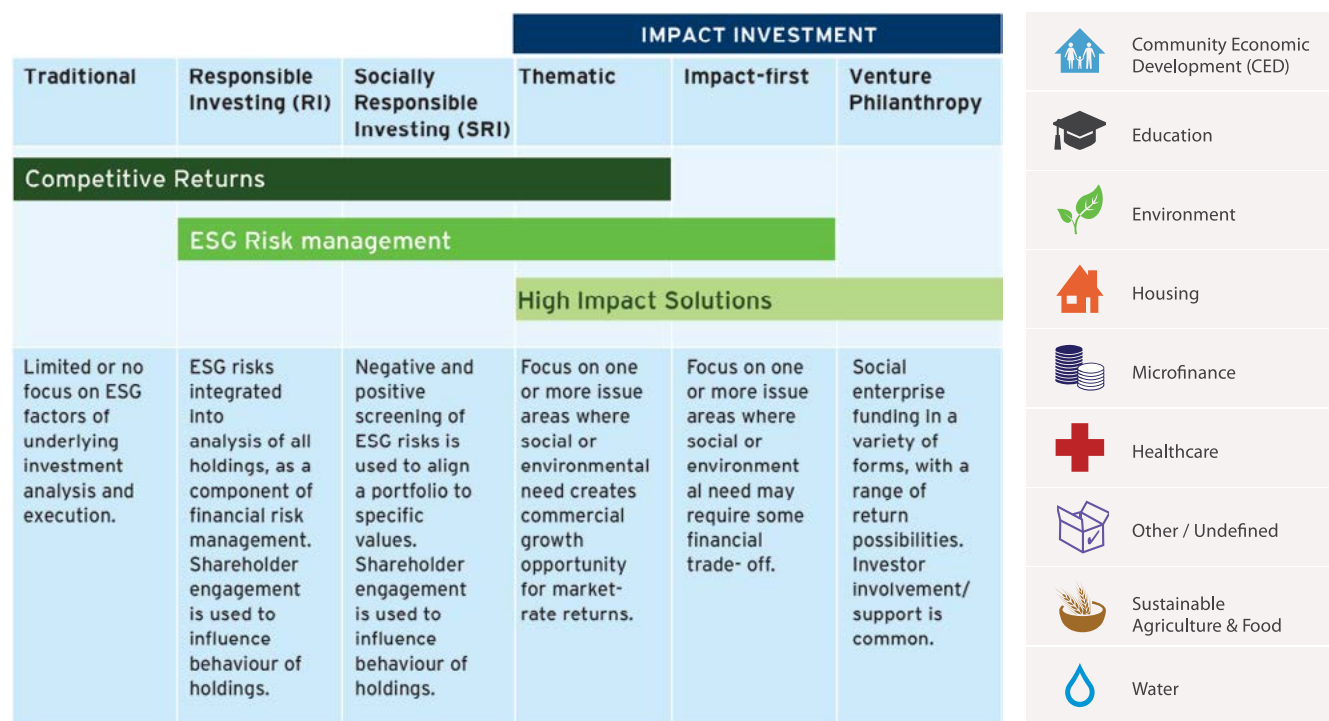 IMPACT INVESTMENT
Traditional
Responsible
Investing (RI)
Socially
Responsible
Investing (SRI)
Thematic
Impact-first
Venture
Philanthropy
Competitive Returns
ESG Risk management
High Impact Solutions
Limited or no
focus on ESG
factors of
underlying
investment
analysis and
execution.
ESG risks
integrated
into
analysis of all
holdings, as a
component of
financial risk
management.
Shareholder
engagement
is used to
influence
behaviour of
holdings.
Negative and
positive
screening of
ESG risks is
used to align
a portfolio to
specific
values.
Shareholder
engagement
is used to
influence
behaviour of
holdings.
Focus on one
or more issue
areas where
social or
environmental
need creates
commercial
growth
opportunity
for market-
rate returns.
Focus on one
or more issue
areas where
social or
environment
al need may
require some
financial
trade- off.
Social
enterprise
funding in a
variety of
forms, with a
range of
return
possibilities.
Investor
involvement/
support is
common.
Community Economic
Development (CED)
Education
Environment
Housing
Microfinance
Healthcare
Other / Undefined
Sustainable
Agriculture & Food
Water